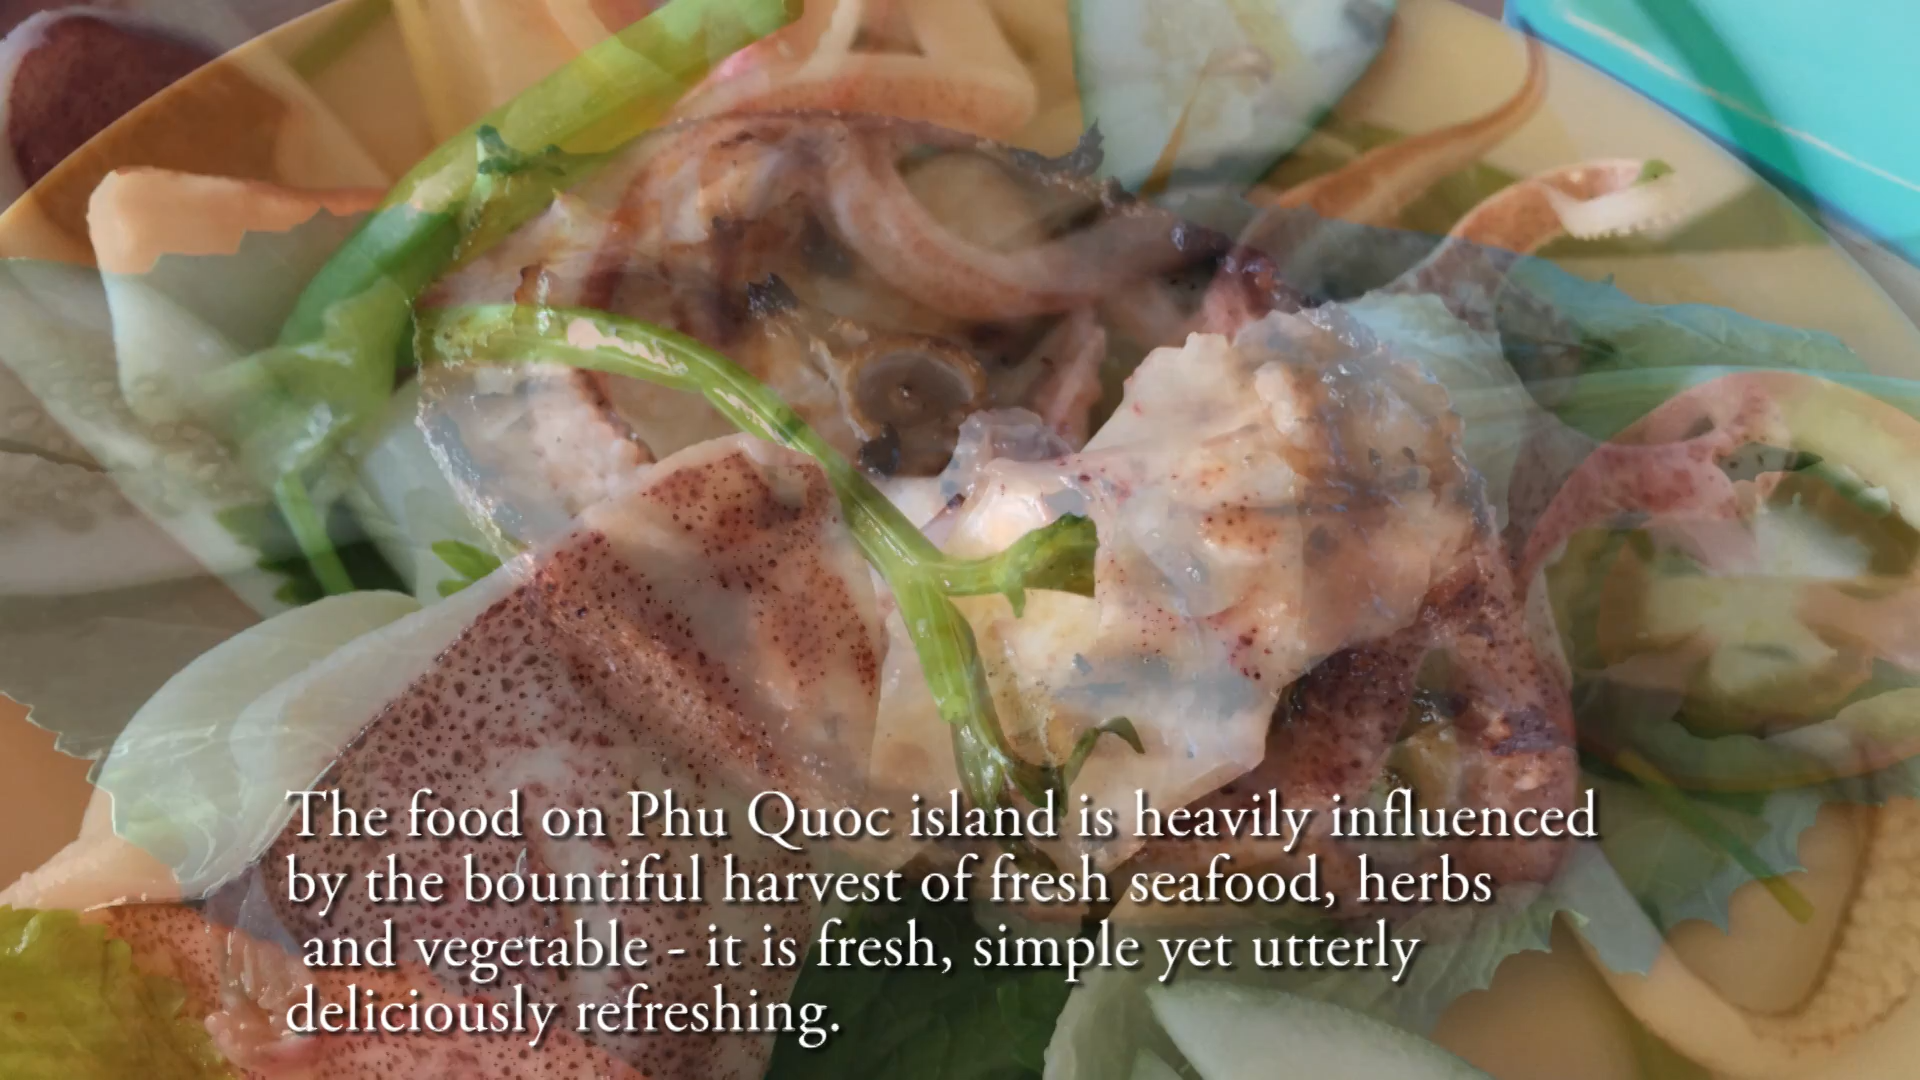 The food on Phu Quoc island is heavily influenced
by the bountiful harvest of fresh seafood, herbs
and vegetable - it is fresh, simple yet utterly
deliciously refreshing.